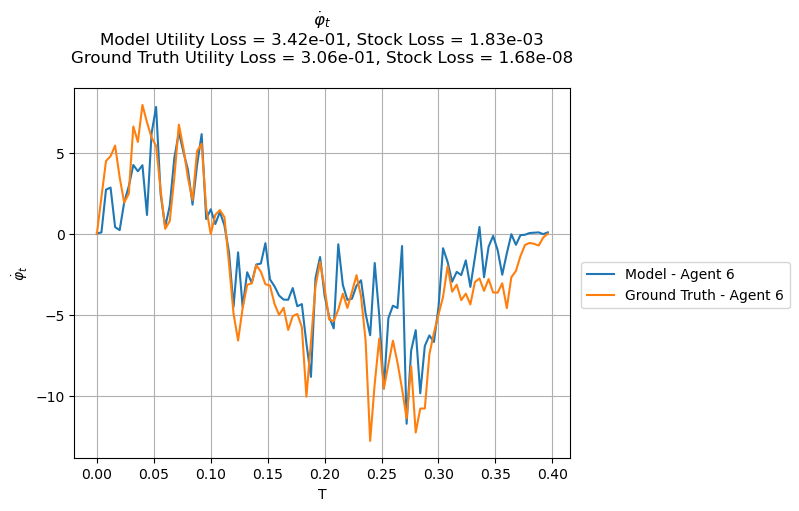 φ̇ₜ
Model Utility Loss = 3.42e-01, Stock Loss = 1.83e-03
Ground Truth Utility Loss = 3.06e-01, Stock Loss = 1.68e-08
φ̇ₜ
5
0
−5
−10
0.00 0.05 0.10 0.15 0.20 0.25 0.30 0.35 0.40
T
Model - Agent 6
Ground Truth - Agent 6